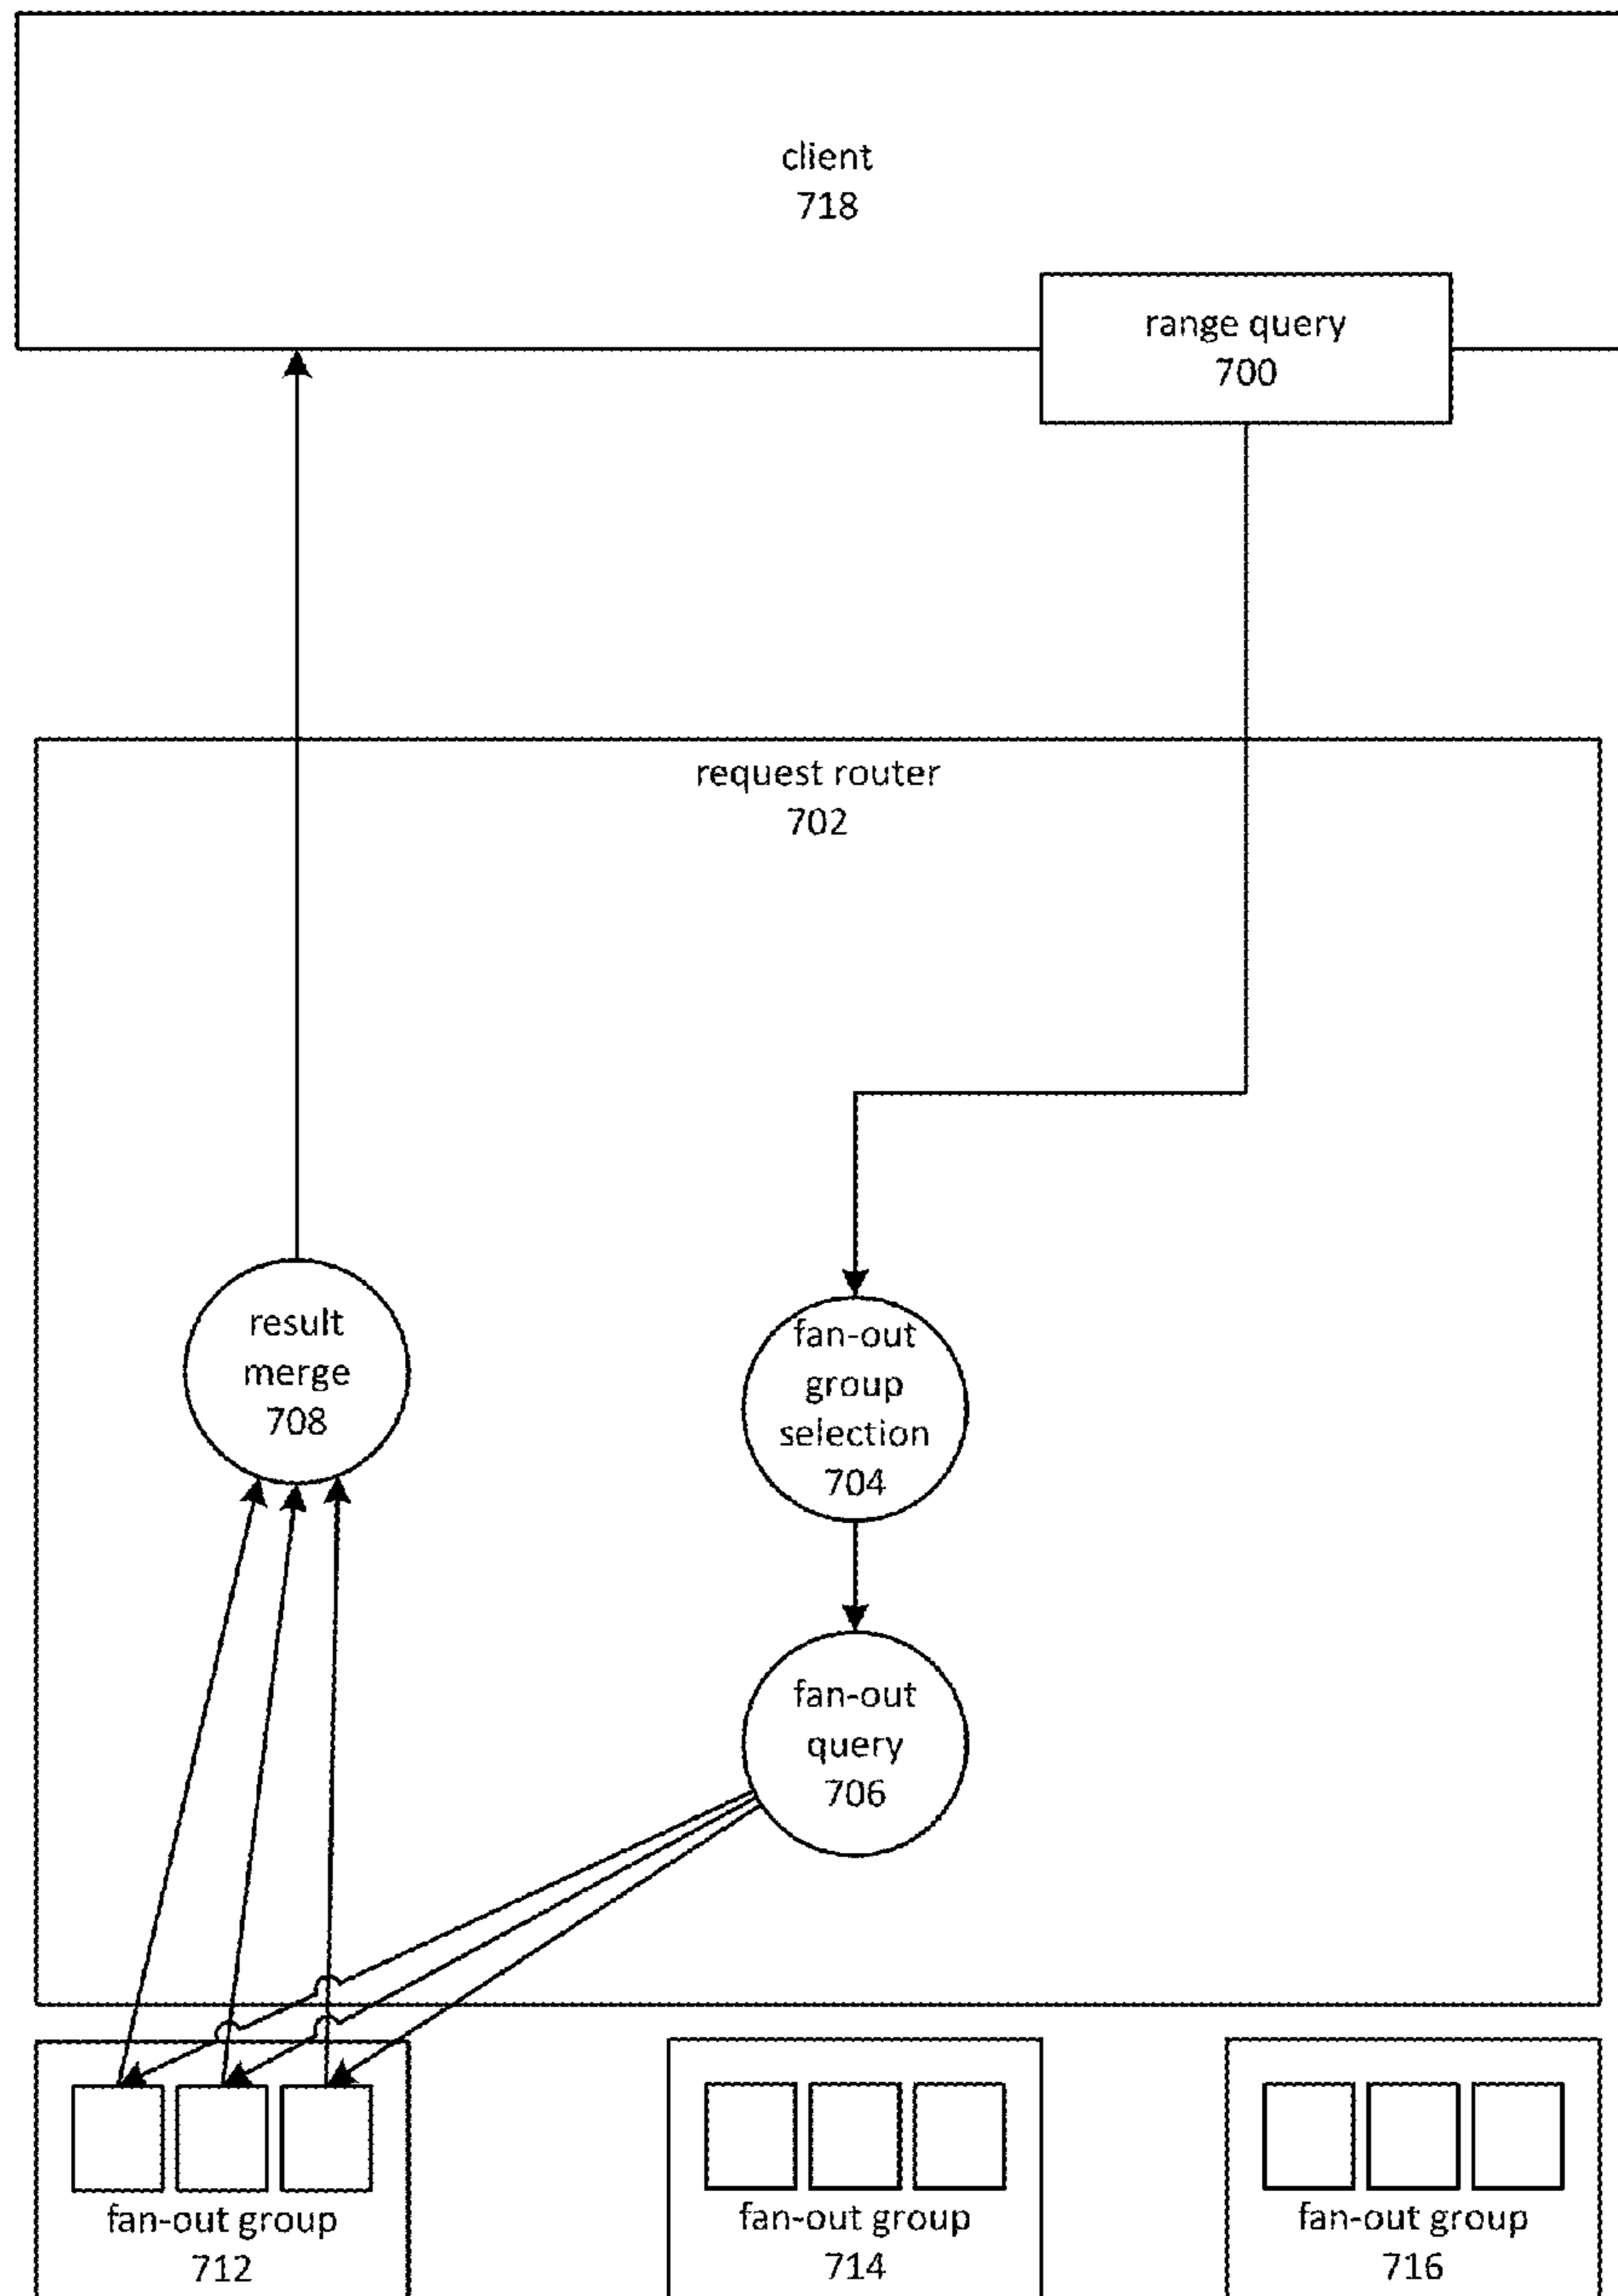 client
718
range query
700
request router
702
result
merge
708
fan-out
group
selection
704
fan-out
query
706
fan-out group
712
fan-out group
714
fan-out group
716